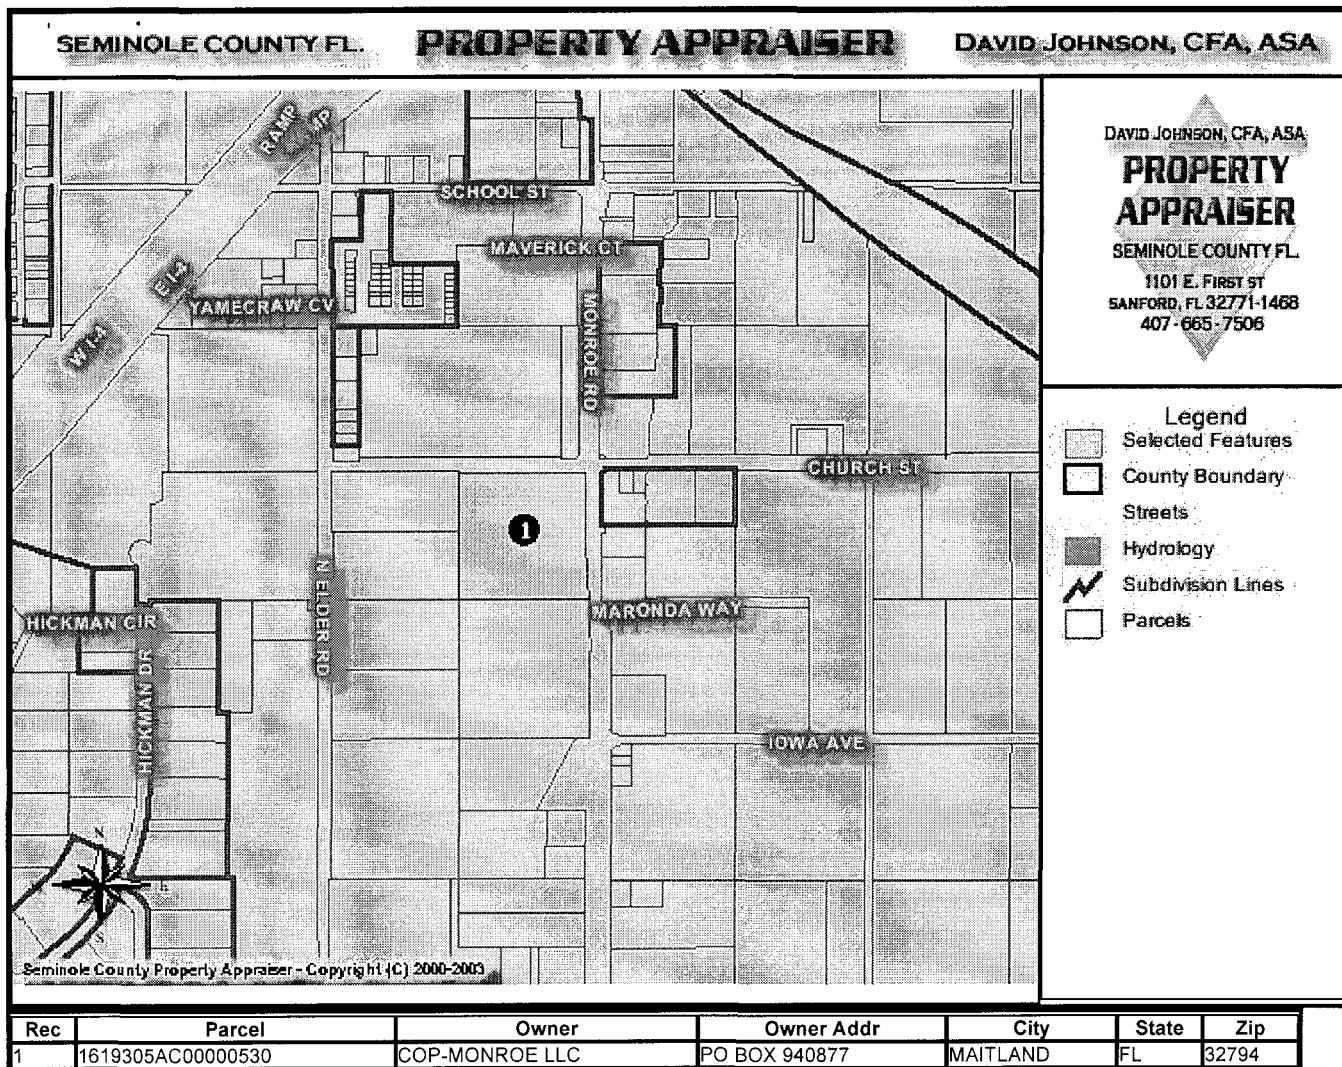 SEMINOLE COUNTY FL. PROPERTY APPRAISER DAVID JOHNSON, CFA, ASA
RAMP
SCHOOL ST
MAVERICK CT
E I-4
YAMECRAW CV
MONROE RD
W I-4
CHURCH ST
1
N ELDER RD
HICKMAN CIR
MARONDA WAY
HICKMAN DR
IOWA AVE
N
E
S
Seminole County Property Appraiser - Copyright (C) 2000-2003
DAVID JOHNSON, CFA, ASA
PROPERTY
APPRAISER
SEMINOLE COUNTY FL.
1101 E. FIRST ST
SANFORD, FL 32771-1468
407-665-7506
Legend
Selected Features
County Boundary
Streets
Hydrology
Subdivision Lines
Parcels
Rec Parcel Owner Owner Addr City State Zip
1 1619305AC00000530 COP-MONROE LLC PO BOX 940877 MAITLAND FL 32794